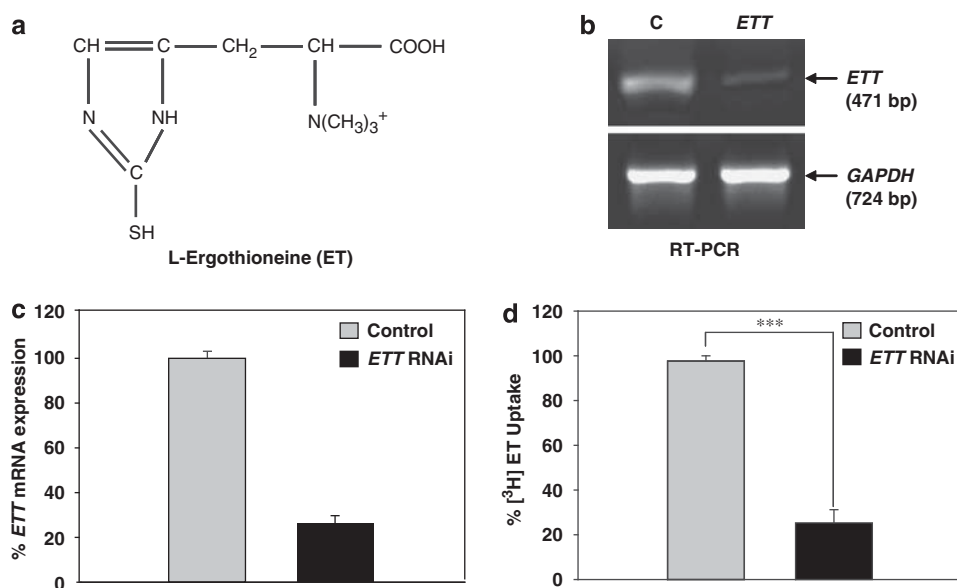 a
CH C CH2 CH COOH
N NH N(CH3)3+
C
SH
L-Ergothioneine (ET)
b
C ETT
ETT
(471 bp)
GAPDH
(724 bp)
RT-PCR
c
% ETT mRNA expression
120
100
80
60
40
20
0
Control
ETT RNAi
d
% [3H] ET Uptake
120
100
80
60
40
20
0
***
Control
ETT RNAi